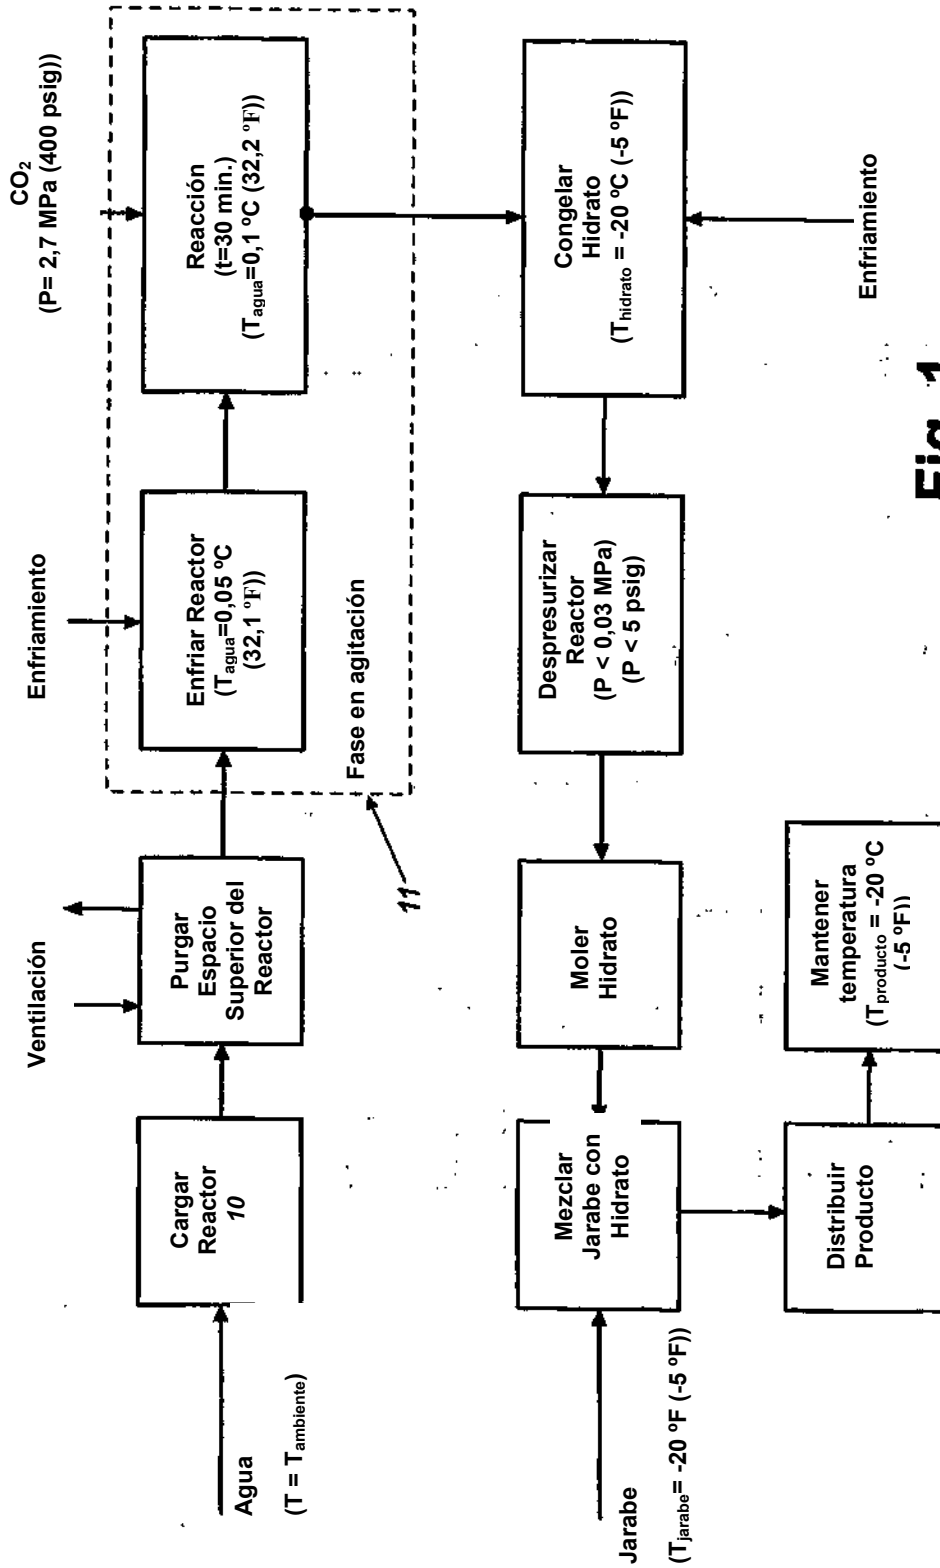 Agua
(T = Tambiente)
Cargar
Reactor
10
Ventilación
Purgar
Espacio
Superior del
Reactor
Enfriamiento
Enfriar Reactor
(Tagua=0,05 ºC
(32,1 ºF))
CO2
(P= 2,7 MPa (400 psig))
Reacción
(t=30 min.)
(Tagua=0,1 ºC (32,2 ºF))
Fase en agitación
11
Congelar
Hidrato
(Thidrato = -20 ºC (-5 ºF))
Enfriamiento
Despresurizar
Reactor
(P < 0,03 MPa)
(P < 5 psig)
Moler
Hidrato
Mezclar
Jarabe con
Hidrato
Jarabe
(Tjarabe= -20 ºF (-5 ºF))
Distribuir
Producto
Mantener
temperatura
(Tproducto = -20 ºC
(-5 ºF))
Fig. 1